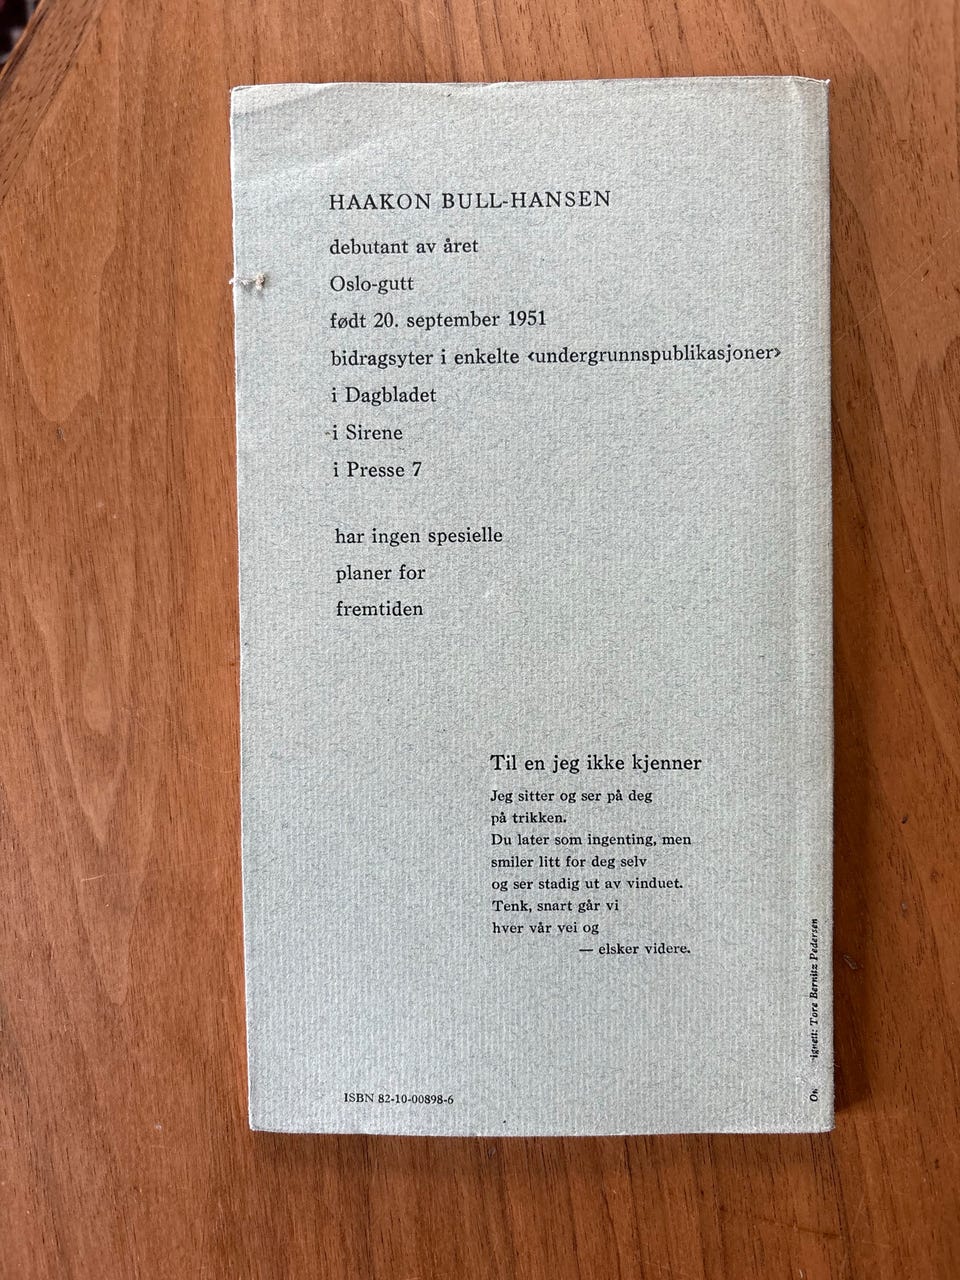 HAAKON BULL-HANSEN
debutant av året
Oslo-gutt
født 20. september 1951
bidragsyter i enkelte ‹undergrunnspublikasjoner›
i Dagbladet
i Sirene
i Presse 7
har ingen spesielle
planer for
fremtiden
Til en jeg ikke kjenner
Jeg sitter og ser på deg
på trikken.
Du later som ingenting, men
smiler litt for deg selv
og ser stadig ut av vinduet.
Tenk, snart går vi
hver vår vei og
— elsker videre.
ISBN 82-10-00898-6
Tore Bernitz Pedersen